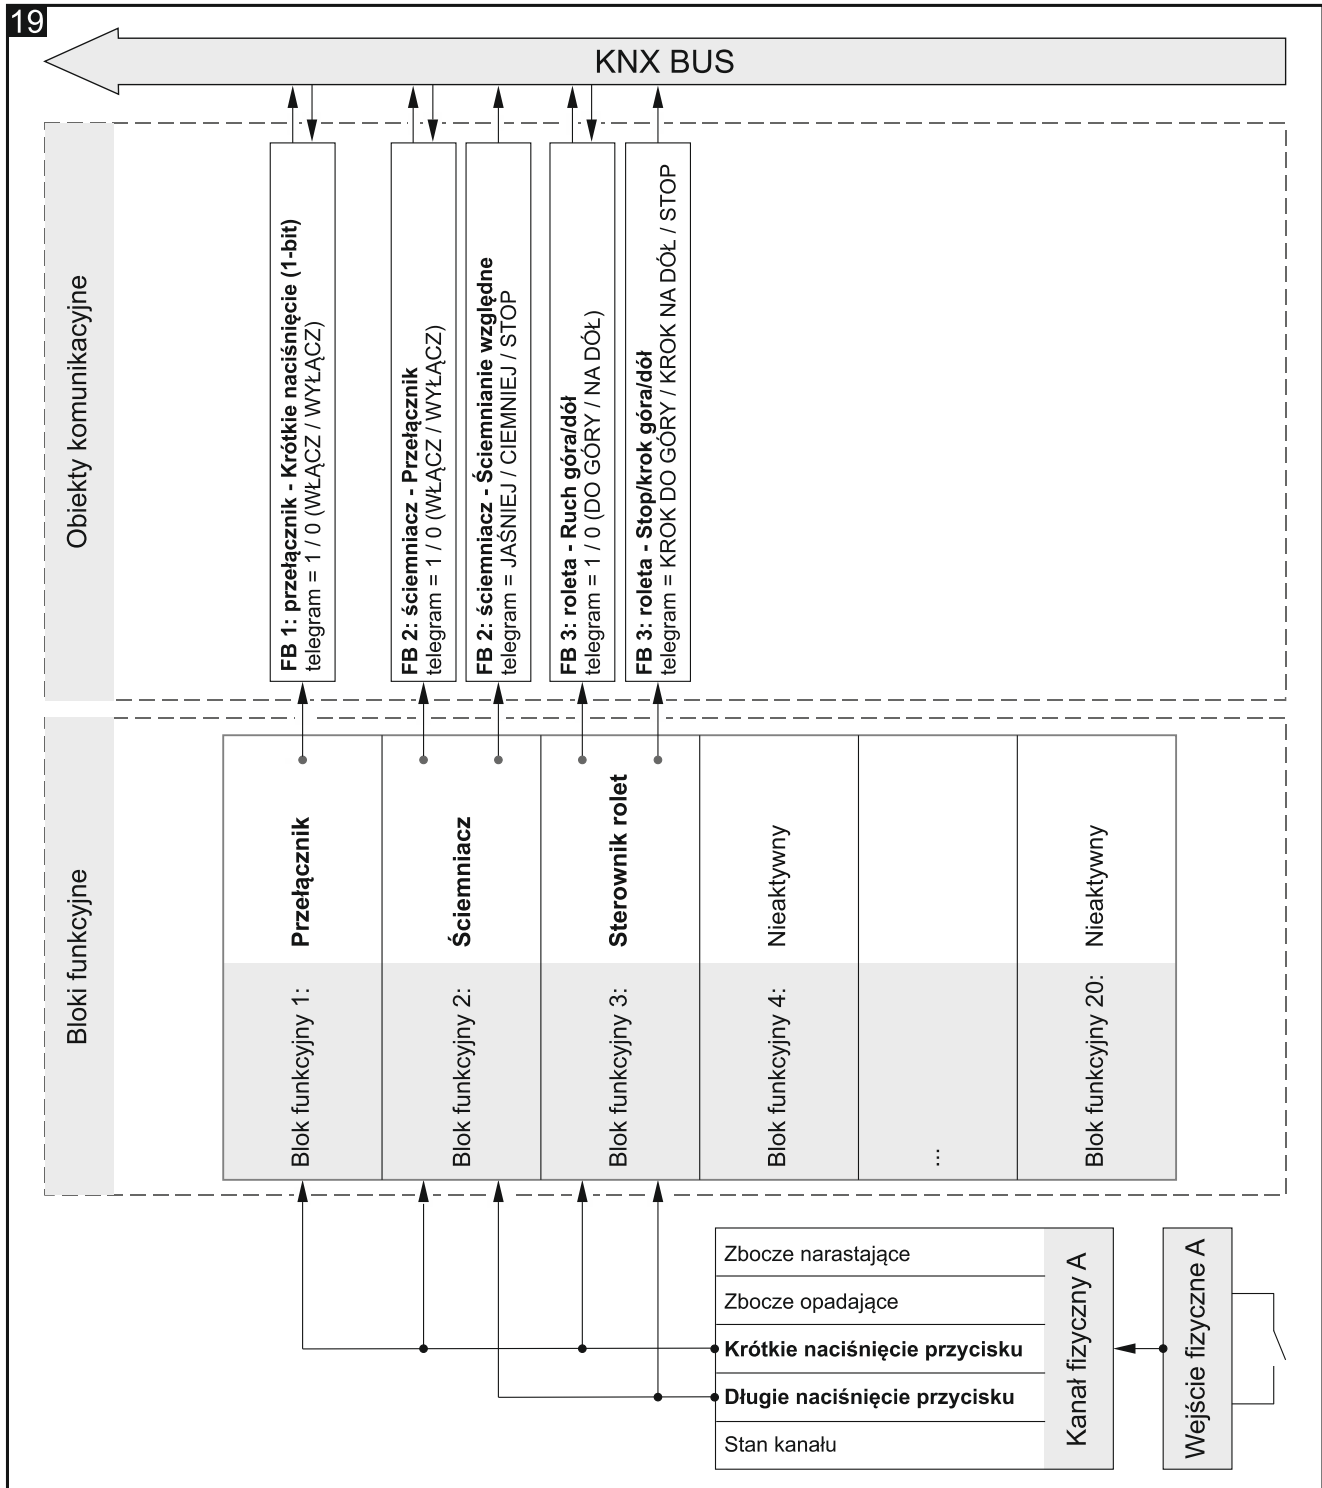 19
KNX BUS
Obiekty komunikacyjne
FB 1: przełącznik - Krótkie naciśnięcie (1-bit)
telegram = 1 / 0 (WŁĄCZ / WYŁĄCZ)
FB 2: ściemniacz - Przełącznik
telegram = 1 / 0 (WŁĄCZ / WYŁĄCZ)
FB 2: ściemniacz - Ściemnianie względne
telegram = JAŚNIEJ / CIEMNIEJ / STOP
FB 3: roleta - Ruch góra/dół
telegram = 1 / 0 (DO GÓRY / NA DÓŁ)
FB 3: roleta - Stop/krok góra/dół
telegram = KROK DO GÓRY / KROK NA DÓŁ / STOP
Bloki funkcyjne
Blok funkcyjny 1: Przełącznik
Blok funkcyjny 2: Ściemniacz
Blok funkcyjny 3: Sterownik rolet
Blok funkcyjny 4: Nieaktywny
...
Blok funkcyjny 20: Nieaktywny
Zbocze narastające
Zbocze opadające
Krótkie naciśnięcie przycisku
Długie naciśnięcie przycisku
Stan kanału
Kanał fizyczny A
Wejście fizyczne A